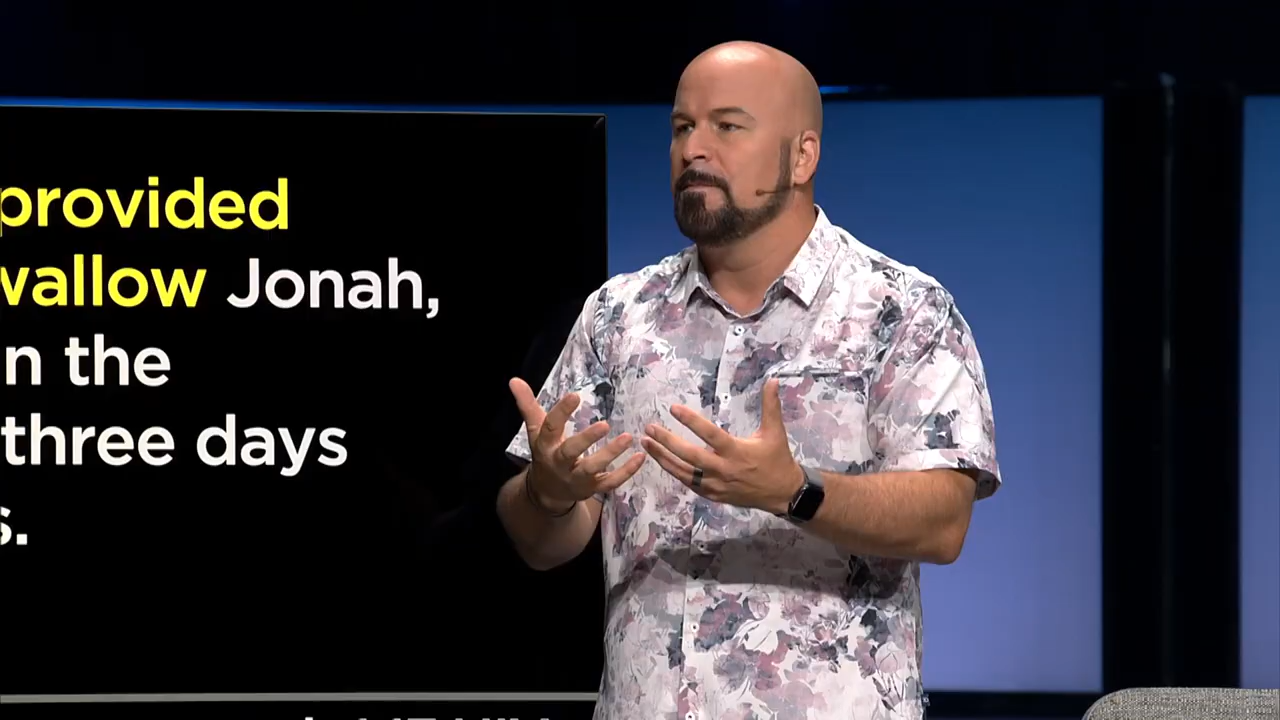 provided
wallow Jonah,
n the
three days
s.